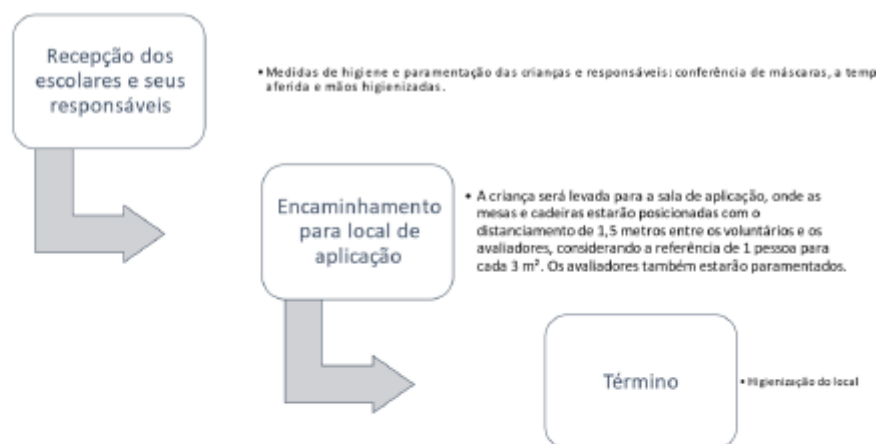 Recepção dos
escolares e seus
responsáveis
• Medidas de higiene e paramentação das crianças e responsáveis: conferência de máscaras, a temp
aferida e mãos higienizadas.
Encaminhamento
para local de
aplicação
• A criança será levada para a sala de aplicação, onde as
mesas e cadeiras estarão posicionadas com o
distanciamento de 1,5 metros entre os voluntários e os
avaliadores, considerando a referência de 1 pessoa para
cada 3 m². Os avaliadores também estarão paramentados.
Término
• Higienização do local